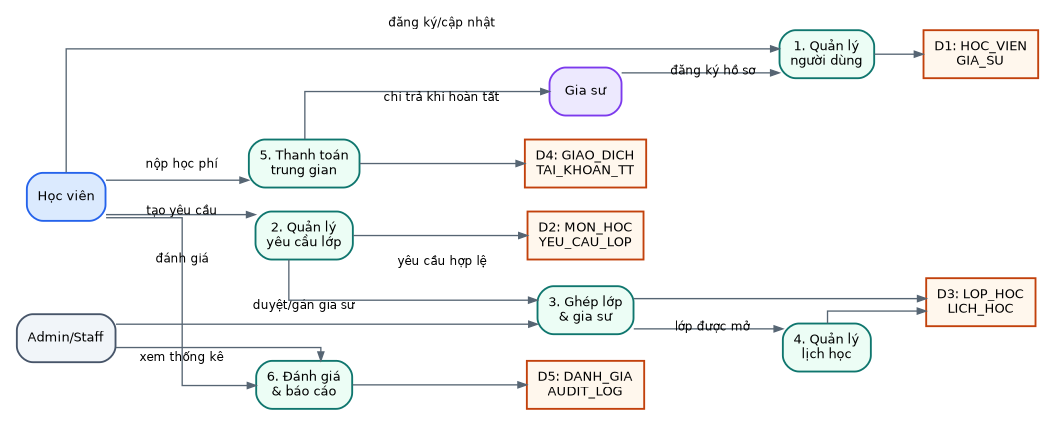 đăng ký/cập nhật
1. Quản lý
người dùng
D1: HOC_VIEN
GIA_SU
đăng ký hồ sơ
Gia sư
chi trả khi hoàn tất
5. Thanh toán
trung gian
D4: GIAO_DICH
TAI_KHOAN_TT
nộp học phí
Học viên
tạo yêu cầu
2. Quản lý
yêu cầu lớp
D2: MON_HOC
YEU_CAU_LOP
đánh giá
yêu cầu hợp lệ
duyệt/gán gia sư
3. Ghép lớp
& gia sư
D3: LOP_HOC
LICH_HOC
lớp được mở
Admin/Staff
4. Quản lý
lịch học
xem thống kê
6. Đánh giá
& báo cáo
D5: DANH_GIA
AUDIT_LOG